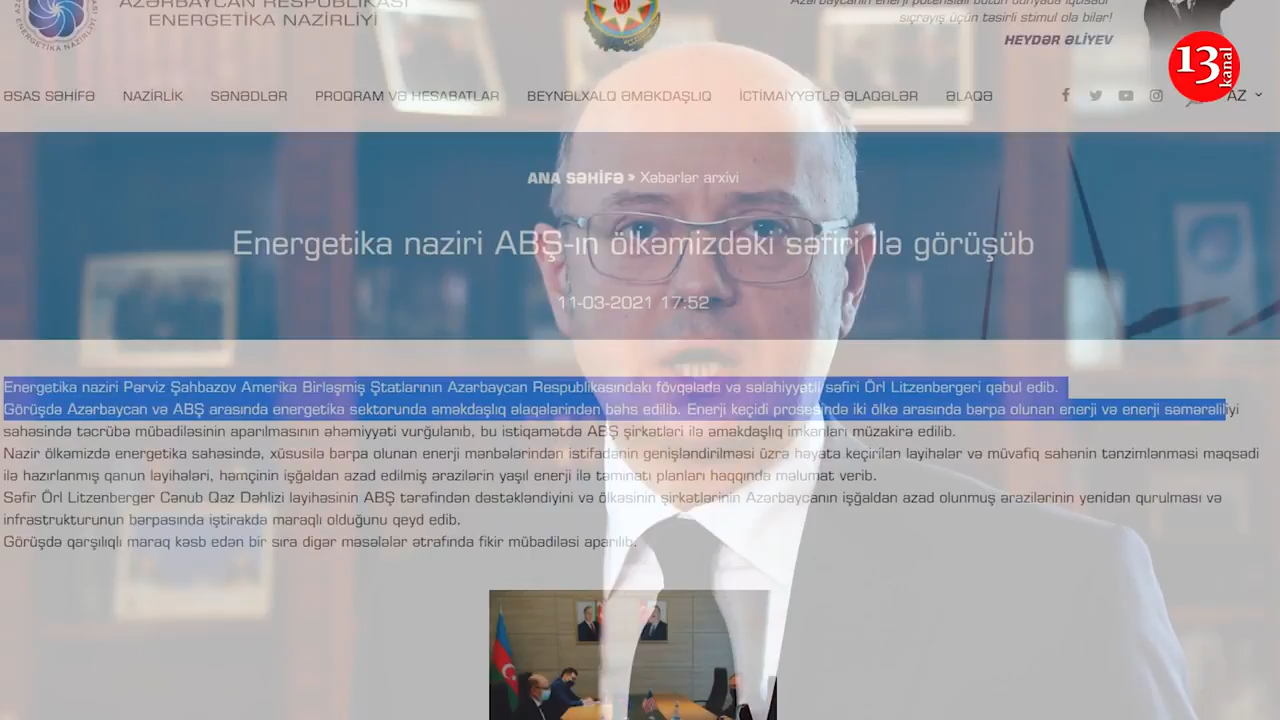 AZƏRBAYCAN RESPUBLİKASI
ENERGETİKA NAZİRLİYİ
Azərbaycanın enerji potensialı bütün dünyada iqtisadi
sıçrayış üçün təsirli stimul ola bilər!
HEYDƏR ƏLİYEV
13 kanal
ƏSAS SƏHİFƏ NAZİRLİK SƏNƏDLƏR PROQRAM VƏ HESABATLAR BEYNƏLXALQ ƏMƏKDAŞLIQ İCTİMAİYYƏTLƏ ƏLAQƏLƏR ƏLAQƏ AZ
ANA SƏHİFƏ » Xəbərlər arxivi
Energetika naziri ABŞ-ın ölkəmizdəki səfiri ilə görüşüb
11-03-2021 17:52
Energetika naziri Pərviz Şahbazov Amerika Birləşmiş Ştatlarının Azərbaycan Respublikasındakı fövqəladə və səlahiyyətli səfiri Örl Litzenbergeri qəbul edib.
Görüşdə Azərbaycan və ABŞ arasında energetika sektorunda əməkdaşlıq əlaqələrindən bəhs edilib. Enerji keçidi prosesində iki ölkə arasında bərpa olunan enerji və enerji səmərəliliyi
sahəsində təcrübə mübadiləsinin aparılmasının əhəmiyyəti vurğulanıb, bu istiqamətdə ABŞ şirkətləri ilə əməkdaşlıq imkanları müzakirə edilib.
Nazir ölkəmizdə energetika sahəsində, xüsusilə bərpa olunan enerji mənbələrindən istifadənin genişləndirilməsi üzrə həyata keçirilən layihələr və müvafiq sahənin tənzimlənməsi məqsədi
ilə hazırlanmış qanun layihələri, həmçinin işğaldan azad edilmiş ərazilərin yaşıl enerji ilə təminatı planları haqqında məlumat verib.
Səfir Örl Litzenberger Cənub Qaz Dəhlizi layihəsinin ABŞ tərəfindən dəstəkləndiyini və ölkəsinin şirkətlərinin Azərbaycanın işğaldan azad olunmuş ərazilərinin yenidən qurulması və
infrastrukturunun bərpasında iştirakda maraqlı olduğunu qeyd edib.
Görüşdə qarşılıqlı maraq kəsb edən bir sıra digər məsələlər ətrafında fikir mübadiləsi aparılıb.